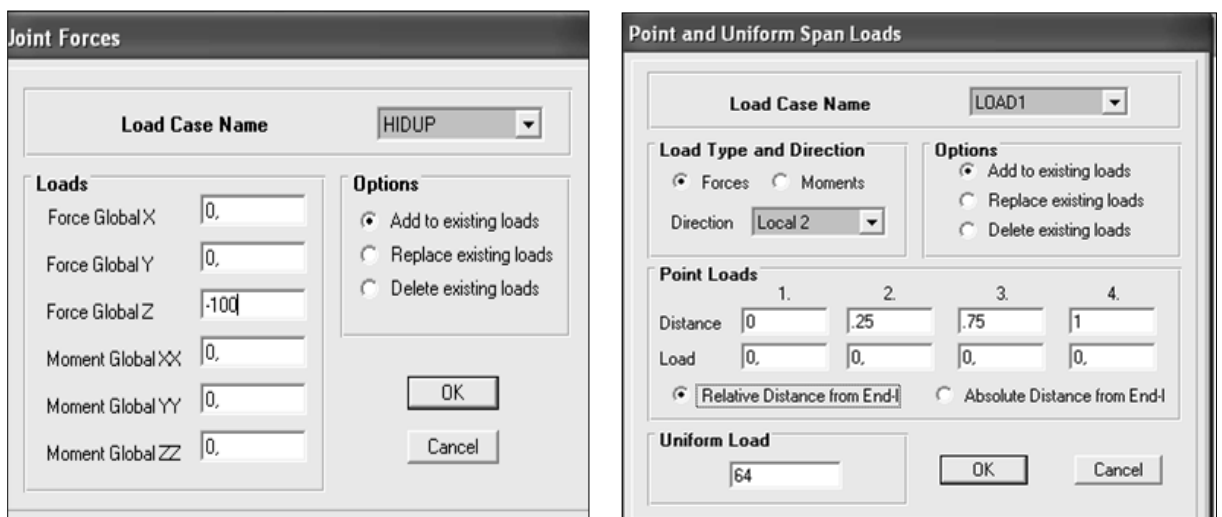 Joint Forces
Load Case Name HIDUP
Loads
Force Global X 0,
Force Global Y 0,
Force Global Z -100
Moment Global XX 0,
Moment Global YY 0,
Moment Global ZZ 0,
Options
Add to existing loads
Replace existing loads
Delete existing loads
OK
Cancel
Point and Uniform Span Loads
Load Case Name LOAD1
Load Type and Direction
Forces Moments
Direction Local 2
Options
Add to existing loads
Replace existing loads
Delete existing loads
Point Loads
1. 2. 3. 4.
Distance 0 .25 .75 1
Load 0, 0, 0, 0,
Relative Distance from End-I Absolute Distance from End-I
Uniform Load
64
OK Cancel